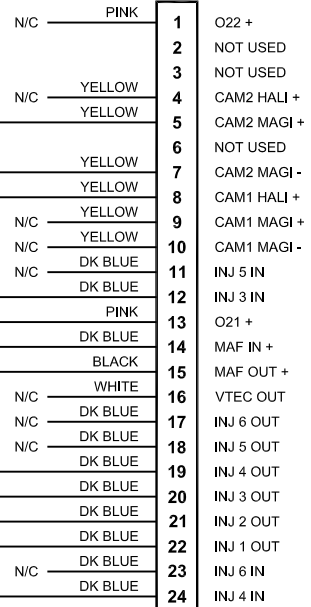 N/C PINK 1 O22 +
2 NOT USED
3 NOT USED
N/C YELLOW 4 CAM2 HALI +
YELLOW 5 CAM2 MAGI +
6 NOT USED
YELLOW 7 CAM2 MAGI -
YELLOW 8 CAM1 HALI +
N/C YELLOW 9 CAM1 MAGI +
N/C YELLOW 10 CAM1 MAGI -
N/C DK BLUE 11 INJ 5 IN
DK BLUE 12 INJ 3 IN
PINK 13 O21 +
DK BLUE 14 MAF IN +
BLACK 15 MAF OUT +
N/C WHITE 16 VTEC OUT
N/C DK BLUE 17 INJ 6 OUT
N/C DK BLUE 18 INJ 5 OUT
DK BLUE 19 INJ 4 OUT
DK BLUE 20 INJ 3 OUT
DK BLUE 21 INJ 2 OUT
DK BLUE 22 INJ 1 OUT
N/C DK BLUE 23 INJ 6 IN
DK BLUE 24 INJ 4 IN